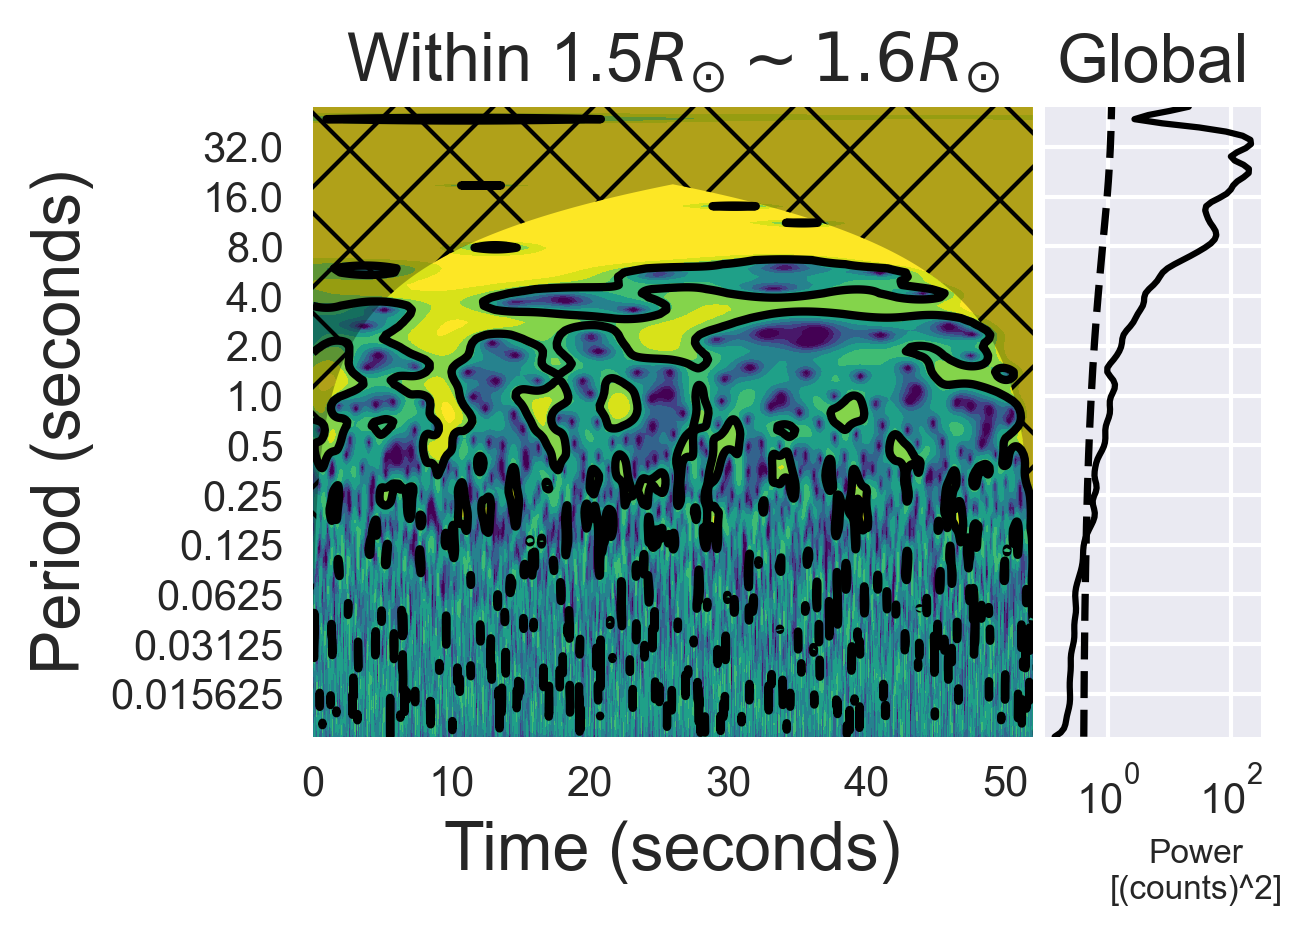 Within 1.5R⊙ ~ 1.6R⊙
Global
Period (seconds)
32.0
16.0
8.0
4.0
2.0
1.0
0.5
0.25
0.125
0.0625
0.03125
0.015625
0 10 20 30 40 50
Time (seconds)
10^0 10^2
Power
[(counts)^2]